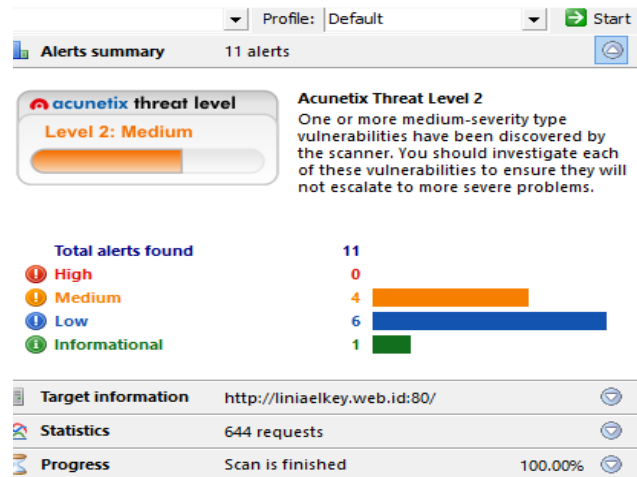 Profile: Default Start
Alerts summary 11 alerts
acunetix threat level
Level 2: Medium
Acunetix Threat Level 2
One or more medium-severity type
vulnerabilities have been discovered by
the scanner. You should investigate each
of these vulnerabilities to ensure they will
not escalate to more severe problems.
Total alerts found 11
High 0
Medium 4
Low 6
Informational 1
Target information http://liniaelkey.web.id:80/
Statistics 644 requests
Progress Scan is finished 100.00%